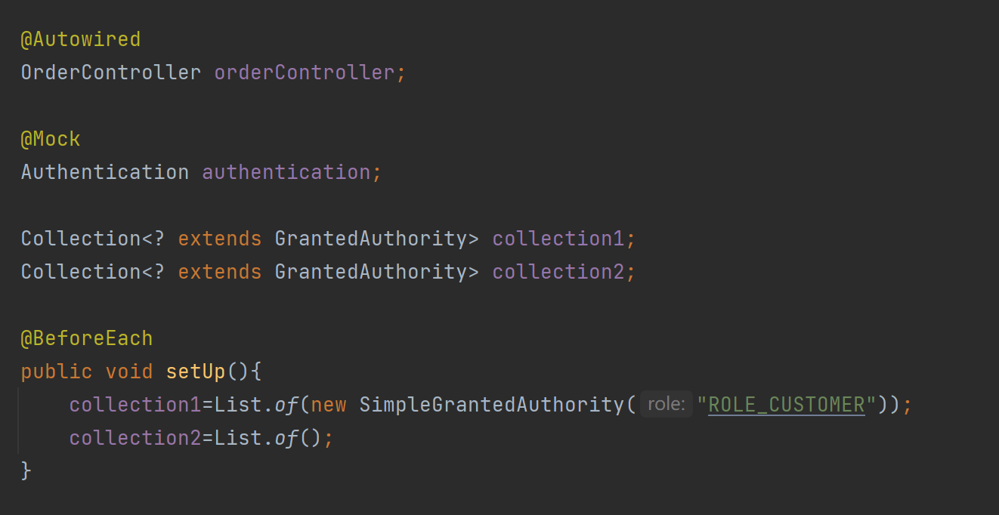 @Autowired
OrderController orderController;
@Mock
Authentication authentication;
Collection<? extends GrantedAuthority> collection1;
Collection<? extends GrantedAuthority> collection2;
@BeforeEach
public void setUp(){
collection1=List.of(new SimpleGrantedAuthority( role: "ROLE_CUSTOMER"));
collection2=List.of();
}